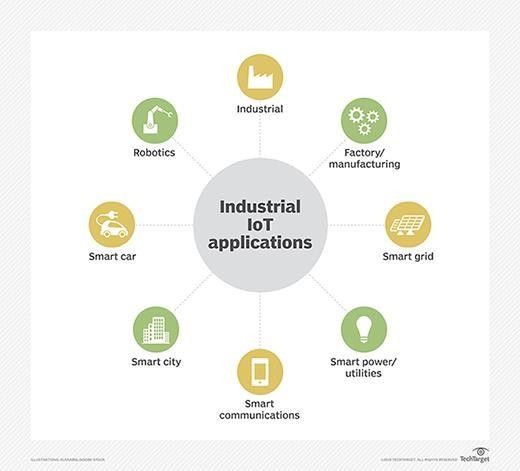 Industrial
Robotics
Factory/
manufacturing
Industrial
IoT
applications
Smart car
Smart grid
Smart city
Smart power/
utilities
Smart
communications
TechTarget